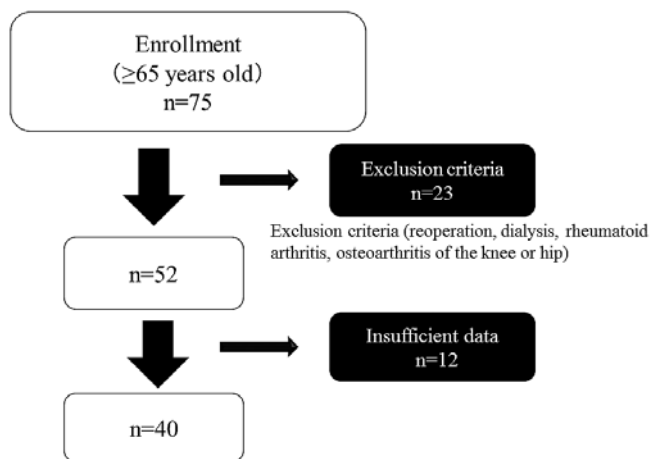 Enrollment
(≥65 years old)
n=75
Exclusion criteria
n=23
Exclusion criteria (reoperation, dialysis, rheumatoid
arthritis, osteoarthritis of the knee or hip)
n=52
Insufficient data
n=12
n=40